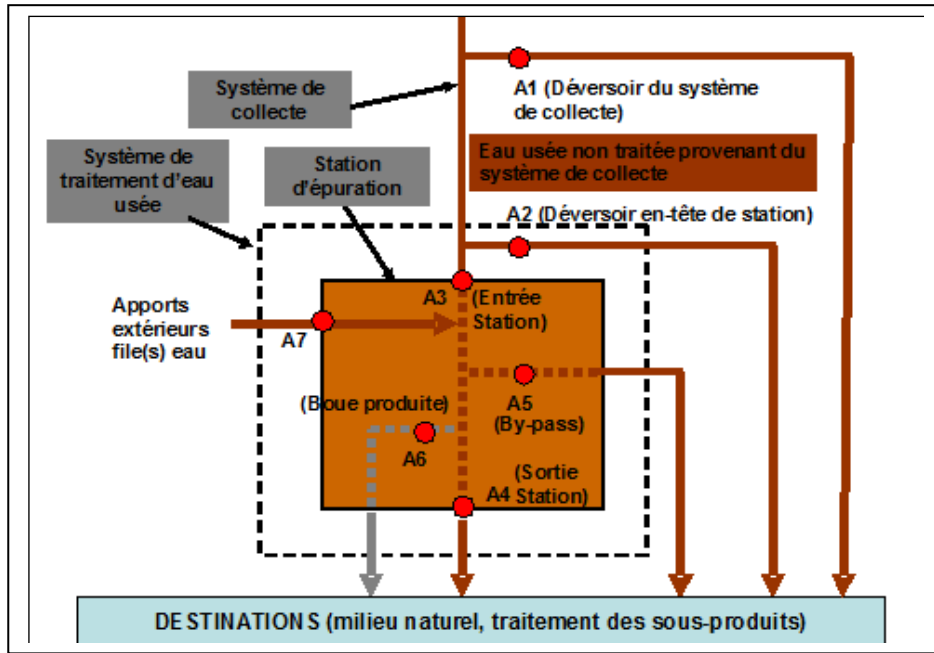 A1 (Déversoir du système
de collecte)
Système de
collecte
Eau usée non traitée provenant du
système de collecte
Système de
traitement d'eau
usée
Station
d'épuration
A2 (Déversoir en-tête de station)
A3
(Entrée
Station)
Apports
extérieurs
file(s) eau
A7
(Boue produite)
A5
(By-pass)
A6
(Sortie
A4 Station)
DESTINATIONS (milieu naturel, traitement des sous-produits)